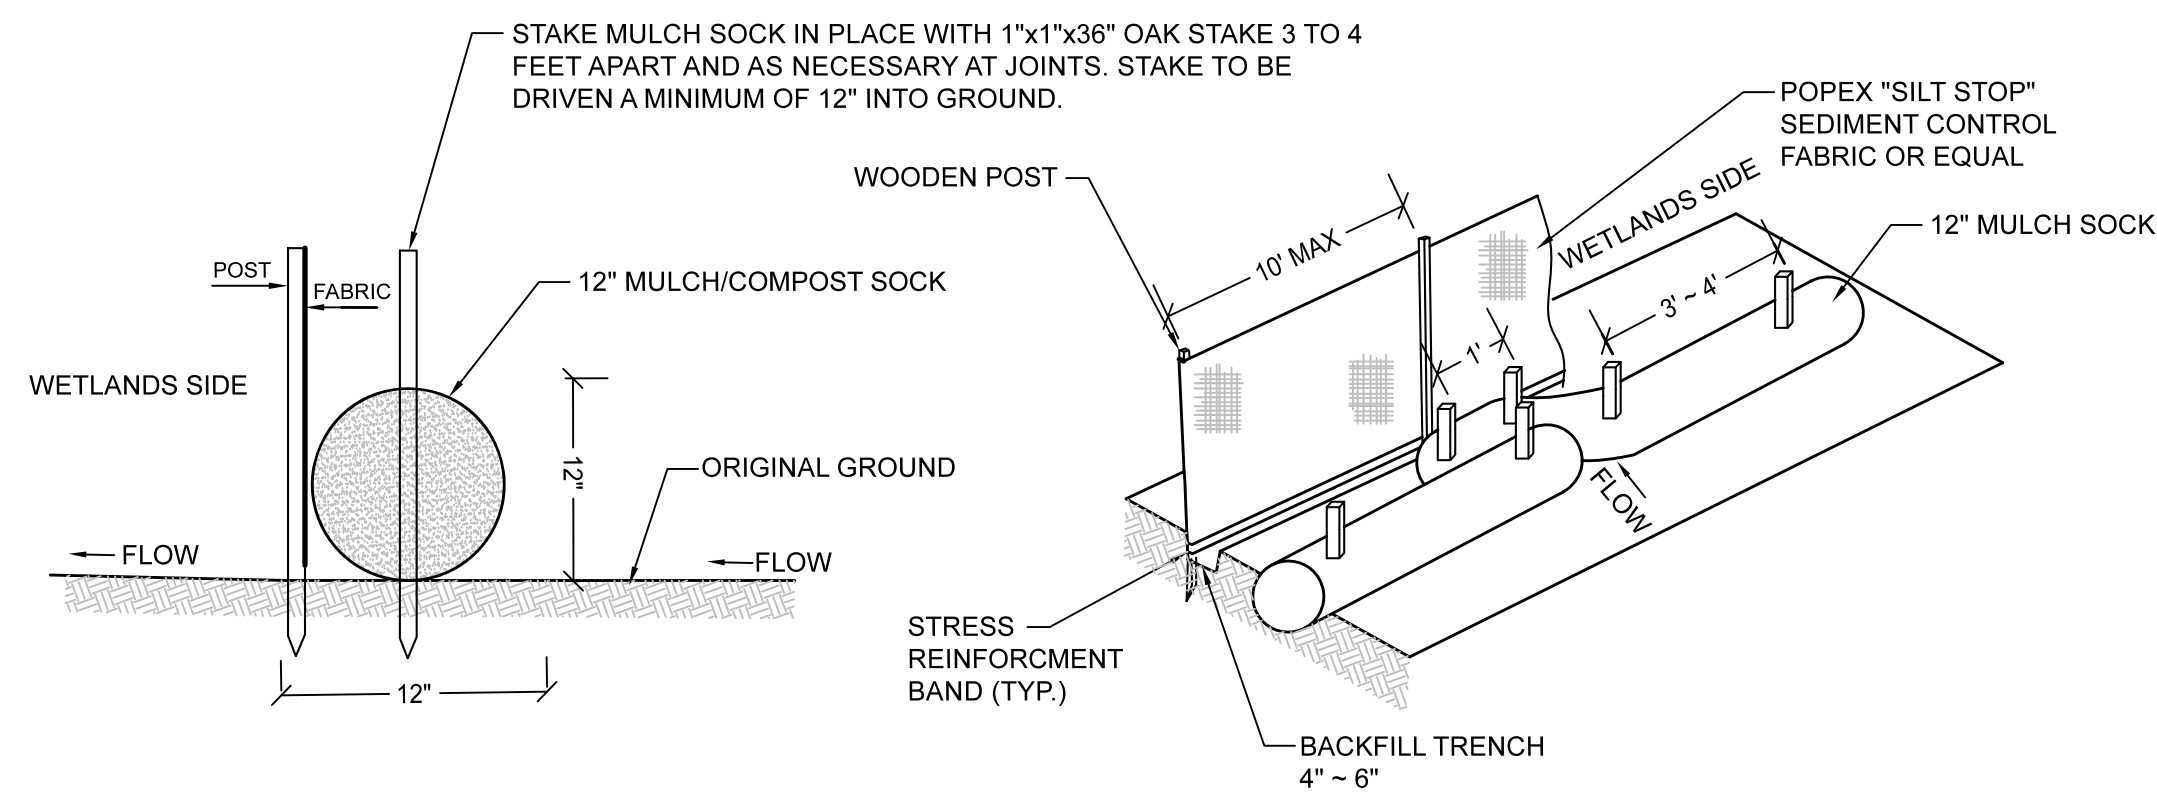 STAKE MULCH SOCK IN PLACE WITH 1"x1"x36" OAK STAKE 3 TO 4
FEET APART AND AS NECESSARY AT JOINTS. STAKE TO BE
DRIVEN A MINIMUM OF 12" INTO GROUND.
POST
FABRIC
12" MULCH/COMPOST SOCK
WETLANDS SIDE
12"
ORIGINAL GROUND
FLOW
FLOW
12"
POPEX "SILT STOP"
SEDIMENT CONTROL
FABRIC OR EQUAL
WOODEN POST
10' MAX
WETLANDS SIDE
12" MULCH SOCK
3' ~ 4'
1'
FLOW
STRESS
REINFORCMENT
BAND (TYP.)
BACKFILL TRENCH
4" ~ 6"